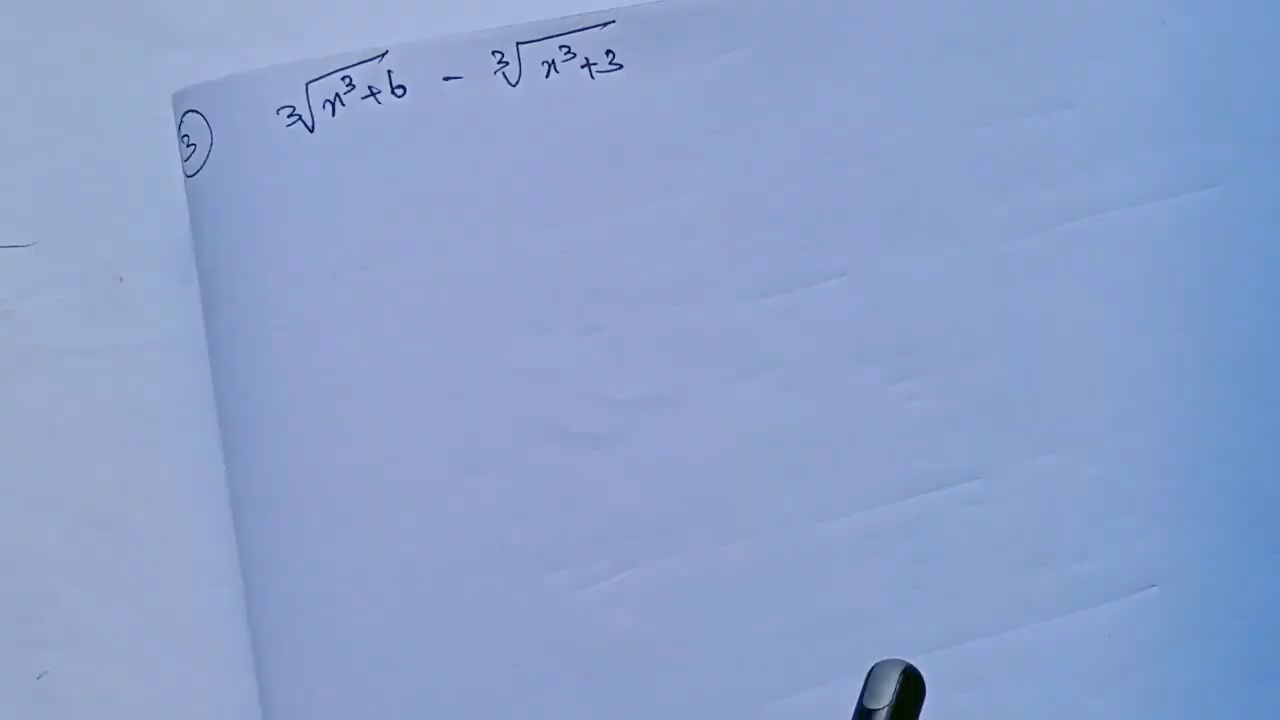 ③ ∛(x³+6) - ∛(x³+3)